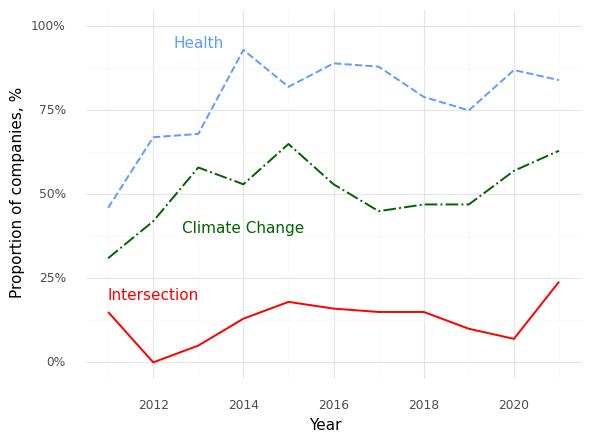 100%
Health
75%
50%
Climate Change
25%
Intersection
0%
2012 2014 2016 2018 2020
Year
Proportion of companies, %